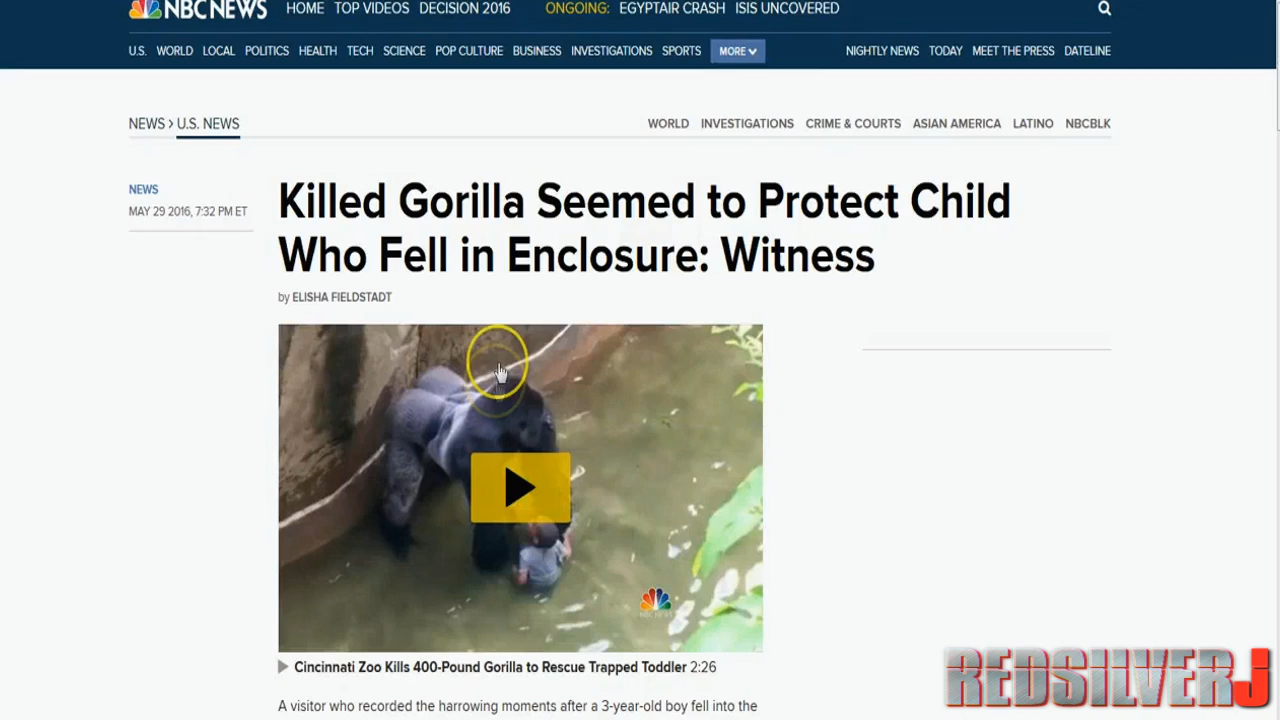 NBC NEWS HOME TOP VIDEOS DECISION 2016 ONGOING: EGYPTAIR CRASH ISIS UNCOVERED
U.S. WORLD LOCAL POLITICS HEALTH TECH SCIENCE POP CULTURE BUSINESS INVESTIGATIONS SPORTS MORE NIGHTLY NEWS TODAY MEET THE PRESS DATELINE
NEWS > U.S. NEWS WORLD INVESTIGATIONS CRIME & COURTS ASIAN AMERICA LATINO NBCBLK
NEWS
MAY 29 2016, 7:32 PM ET
Killed Gorilla Seemed to Protect Child
Who Fell in Enclosure: Witness
by ELISHA FIELDSTADT
NBC NEWS
Cincinnati Zoo Kills 400-Pound Gorilla to Rescue Trapped Toddler 2:26
A visitor who recorded the harrowing moments after a 3-year-old boy fell into the
REDSILVERJ